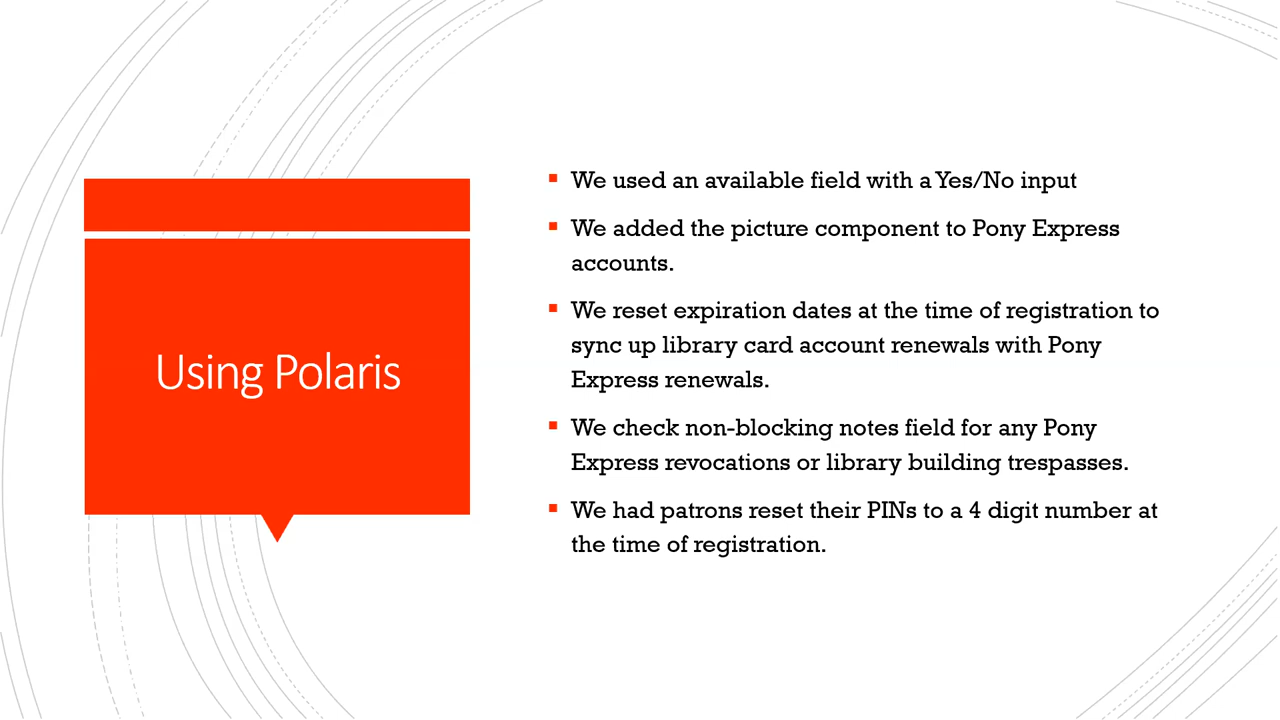 Using Polaris
We used an available field with a Yes/No input
We added the picture component to Pony Express
accounts.
We reset expiration dates at the time of registration to
sync up library card account renewals with Pony
Express renewals.
We check non-blocking notes field for any Pony
Express revocations or library building trespasses.
We had patrons reset their PINs to a 4 digit number at
the time of registration.